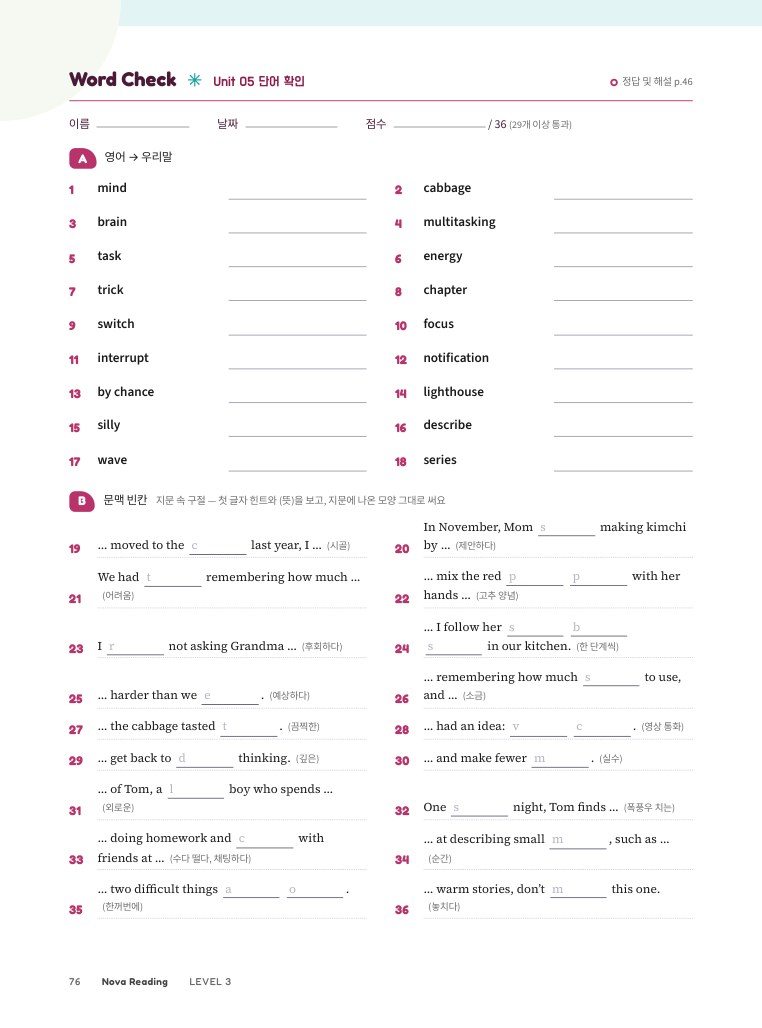 Word Check ✳ Unit 05 단어 확인 정답 및 해설 p.46
이름 날짜 점수 / 36 (29개 이상 통과)
A 영어 → 우리말
1 mind 2 cabbage
3 brain 4 multitasking
5 task 6 energy
7 trick 8 chapter
9 switch 10 focus
11 interrupt 12 notification
13 by chance 14 lighthouse
15 silly 16 describe
17 wave 18 series
B 문맥 빈칸 지문 속 구절 — 첫 글자 힌트와 (뜻)을 보고, 지문에 나온 모양 그대로 써요
19 ... moved to the c last year, I ... (시골)
20 In November, Mom s making kimchi
by ... (제안하다)
21 We had t remembering how much ...
(어려움)
22 ... mix the red p p with her
hands ... (고추 양념)
23 I r not asking Grandma ... (후회하다)
24 ... I follow her s b
s in our kitchen. (한 단계씩)
25 ... harder than we e . (예상하다)
26 ... remembering how much s to use,
and ... (소금)
27 ... the cabbage tasted t . (끔찍한)
28 ... had an idea: v c . (영상 통화)
29 ... get back to d thinking. (깊은)
30 ... and make fewer m . (실수)
31 ... of Tom, a l boy who spends ...
(외로운)
32 One s night, Tom finds ... (폭풍우 치는)
33 ... doing homework and c with
friends at ... (수다 떨다, 채팅하다)
34 ... at describing small m , such as ...
(순간)
35 ... two difficult things a o .
(한꺼번에)
36 ... warm stories, don't m this one.
(놓치다)
76 Nova Reading LEVEL 3